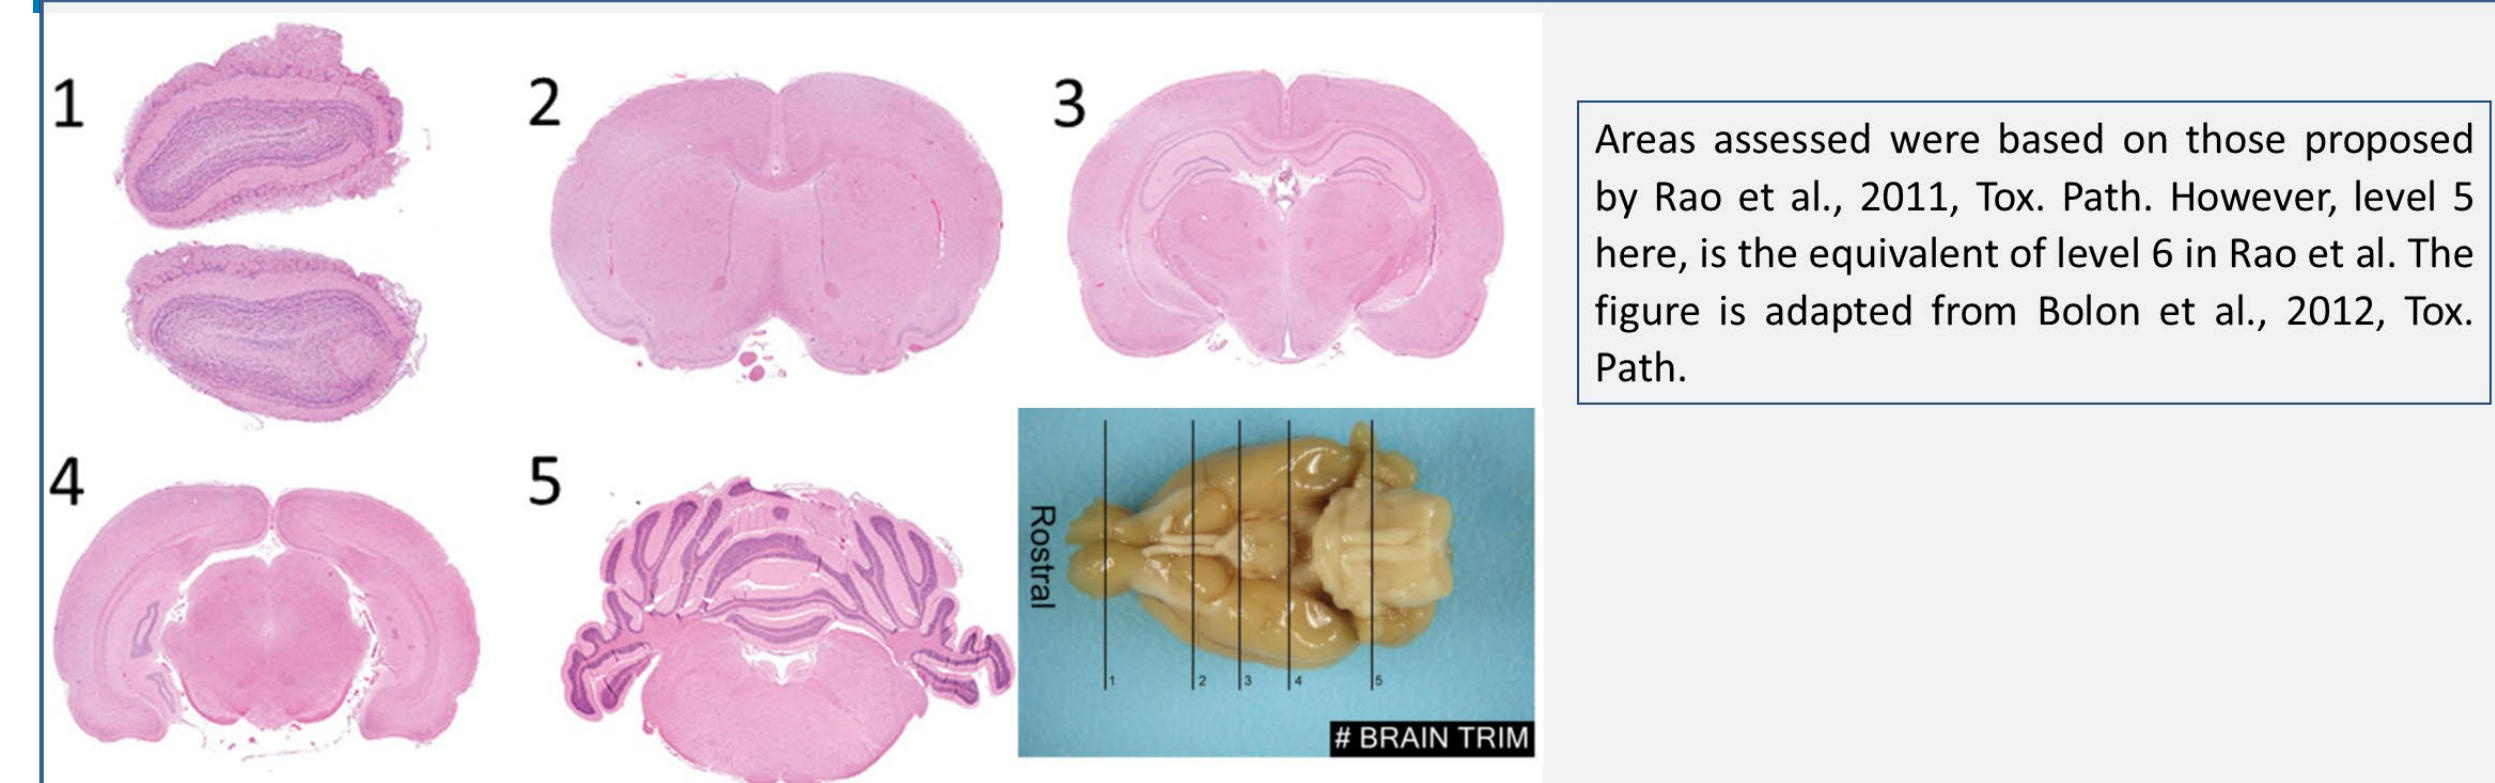 1
2
3
Areas assessed were based on those proposed
by Rao et al., 2011, Tox. Path. However, level 5
here, is the equivalent of level 6 in Rao et al. The
figure is adapted from Bolon et al., 2012, Tox.
Path.
4
5
Rostral
1
2
3
4
5
# BRAIN TRIM